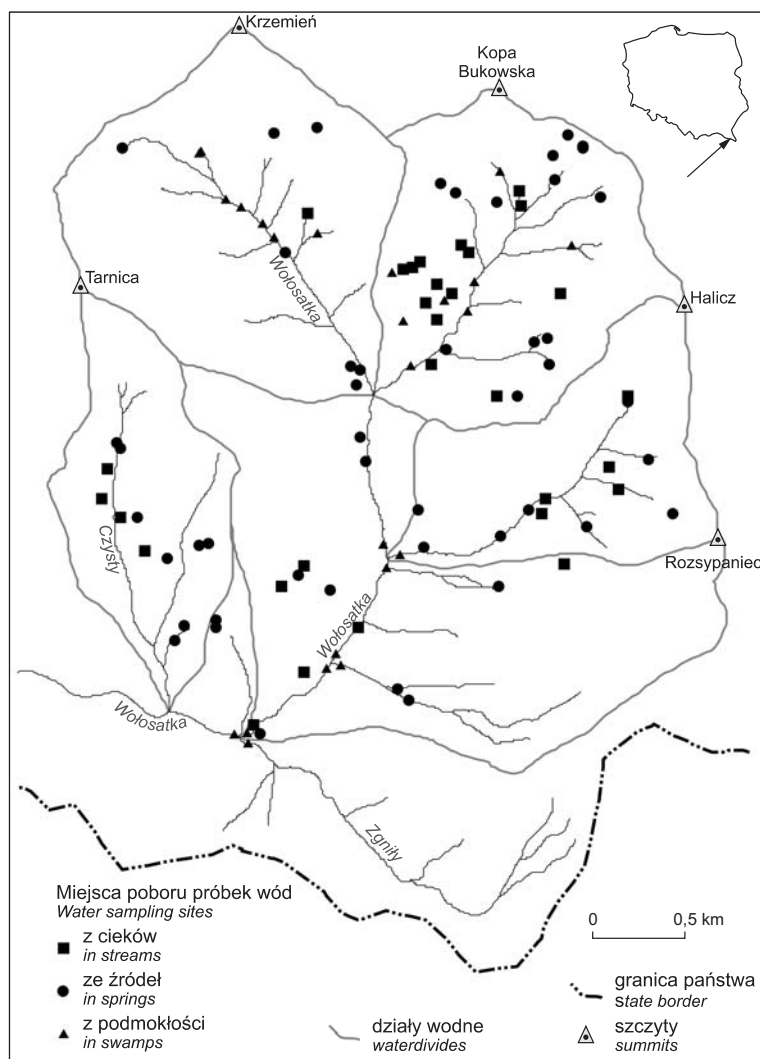 Krzemień
Kopa
Bukowska
Tarnica
Wołosatka
Halicz
Czysty
Rozsypaniec
Wołosatka
Wołosatka
Zgniły
Miejsca poboru próbek wód
Water sampling sites
z cieków
in streams
ze źródeł
in springs
z podmokłości
in swamps
działy wodne
waterdivides
0 0,5 km
granica państwa
state border
szczyty
summits